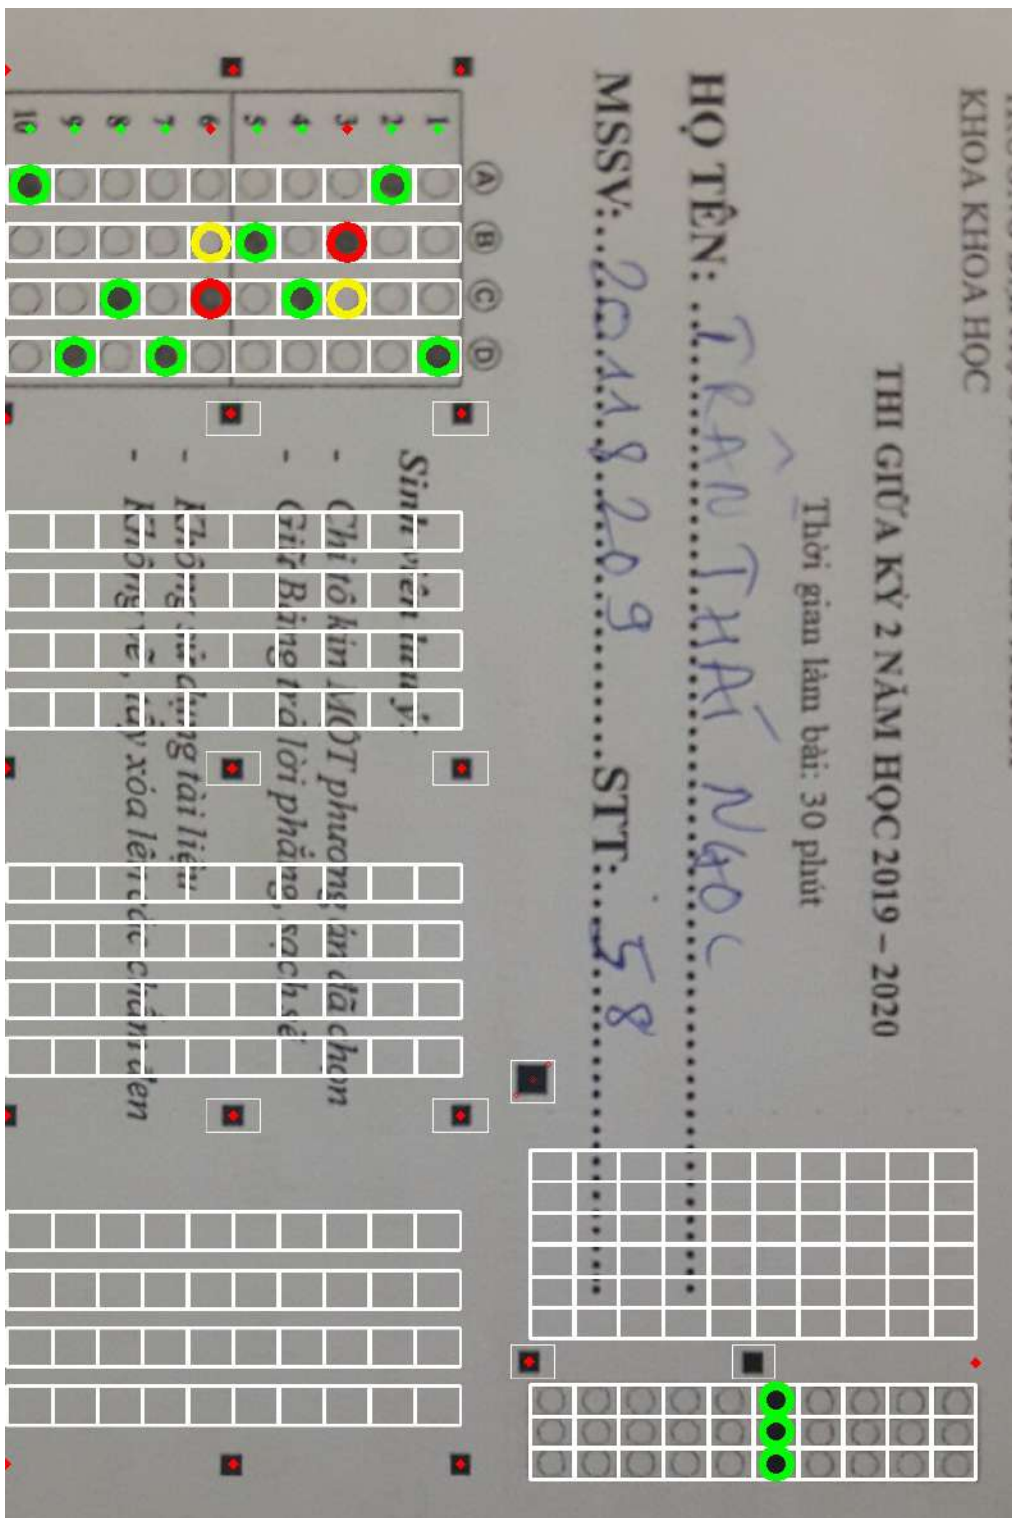 KHOA KHOA HỌC
THI GIỮA KỲ 2 NĂM HỌC 2019 – 2020
Thời gian làm bài: 30 phút
HỌ TÊN: TRẦN THÁI NGỌC
MSSV: 20118209 STT: 58
Sinh viên lưu ý:
- Chỉ tô kín MỘT phương án đã chọn
- Giữ Bảng trả lời phẳng, sạch sẽ
- Không sử dụng tài liệu
- Không vẽ, tẩy xóa lên các chấm đen
1 2 3 4 5 6 7 8 9 10
A
B
C
D